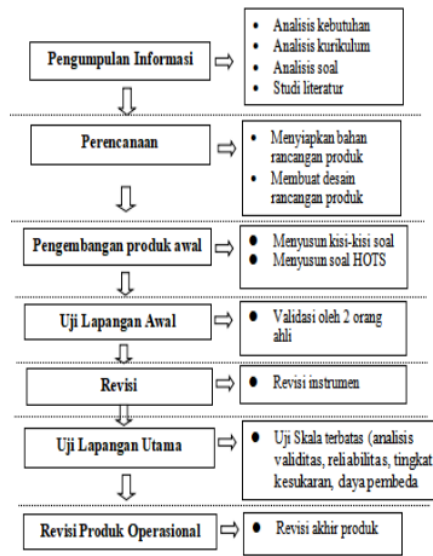 Pengumpulan Informasi
• Analisis kebutuhan
• Analisis kurikulum
• Analisis soal
• Studi literatur
Perencanaan
• Menyiapkan bahan
rancangan produk
• Membuat desain
rancangan produk
Pengembangan produk awal
● Menyusun kisi-kisi soal
● Menyusun soal HOTS
Uji Lapangan Awal
● Validasi oleh 2 orang
ahli
Revisi
● Revisi instrumen
Uji Lapangan Utama
● Uji Skala terbatas (analisis
validitas, reliabilitas, tingkat
kesukaran, daya pembeda
Revisi Produk Operasional
● Revisi akhir produk